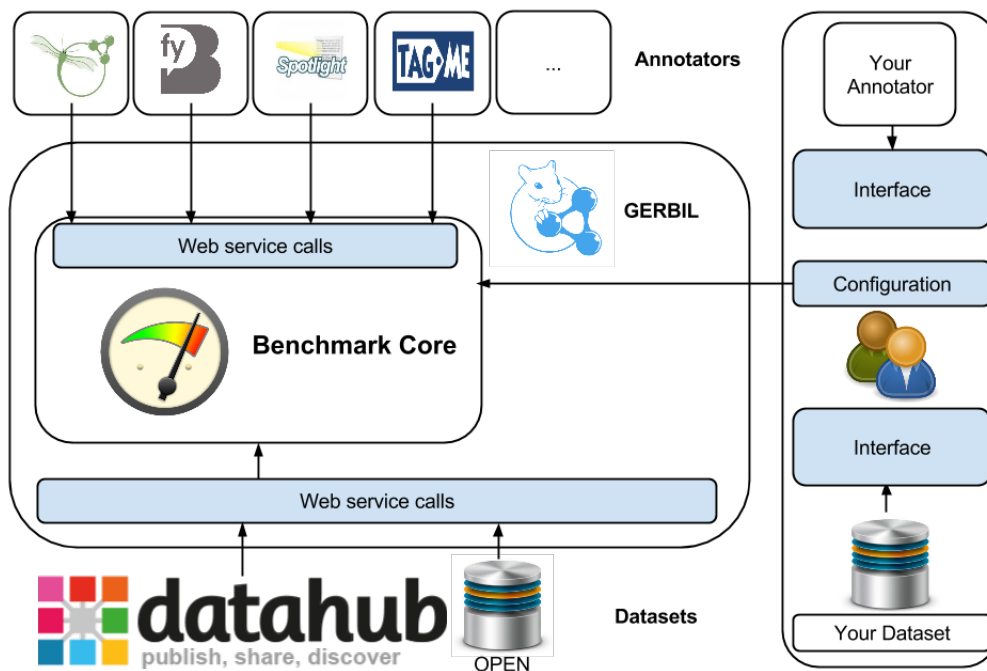 fy
Spotlight
TAG·ME
...
Annotators
Your
Annotator
Interface
GERBIL
Web service calls
Configuration
Benchmark Core
Interface
Web service calls
datahub
publish, share, discover
OPEN
Datasets
Your Dataset